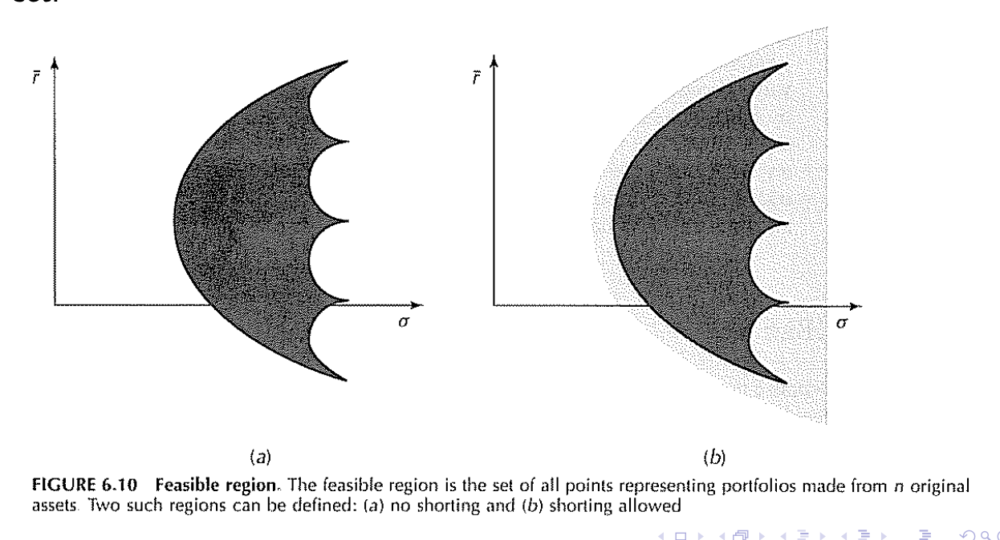 r̄
σ
(a)
r̄
σ
(b)
FIGURE 6.10 Feasible region. The feasible region is the set of all points representing portfolios made from n original
assets. Two such regions can be defined: (a) no shorting and (b) shorting allowed